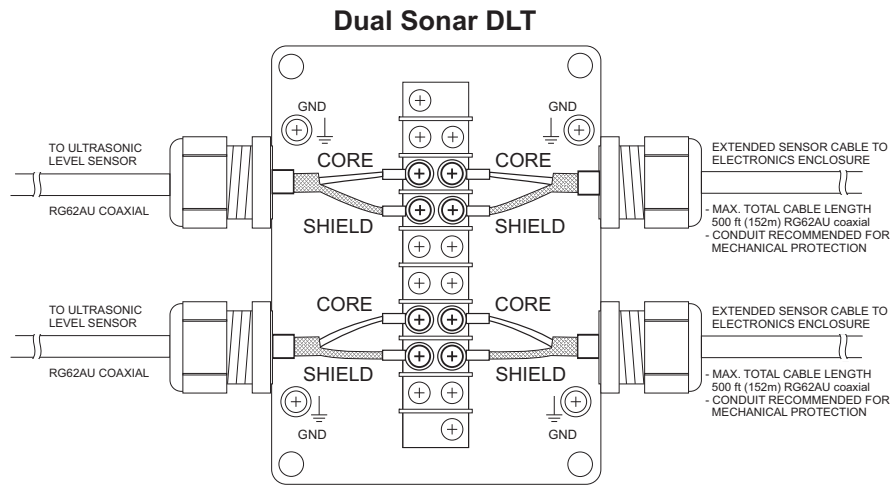 Dual Sonar DLT
GND
GND
TO ULTRASONIC
LEVEL SENSOR
RG62AU COAXIAL
CORE
CORE
SHIELD
SHIELD
EXTENDED SENSOR CABLE TO
ELECTRONICS ENCLOSURE
- MAX. TOTAL CABLE LENGTH
500 ft (152m) RG62AU coaxial
- CONDUIT RECOMMENDED FOR
MECHANICAL PROTECTION
TO ULTRASONIC
LEVEL SENSOR
RG62AU COAXIAL
CORE
CORE
SHIELD
SHIELD
EXTENDED SENSOR CABLE TO
ELECTRONICS ENCLOSURE
- MAX. TOTAL CABLE LENGTH
500 ft (152m) RG62AU coaxial
- CONDUIT RECOMMENDED FOR
MECHANICAL PROTECTION
GND
GND